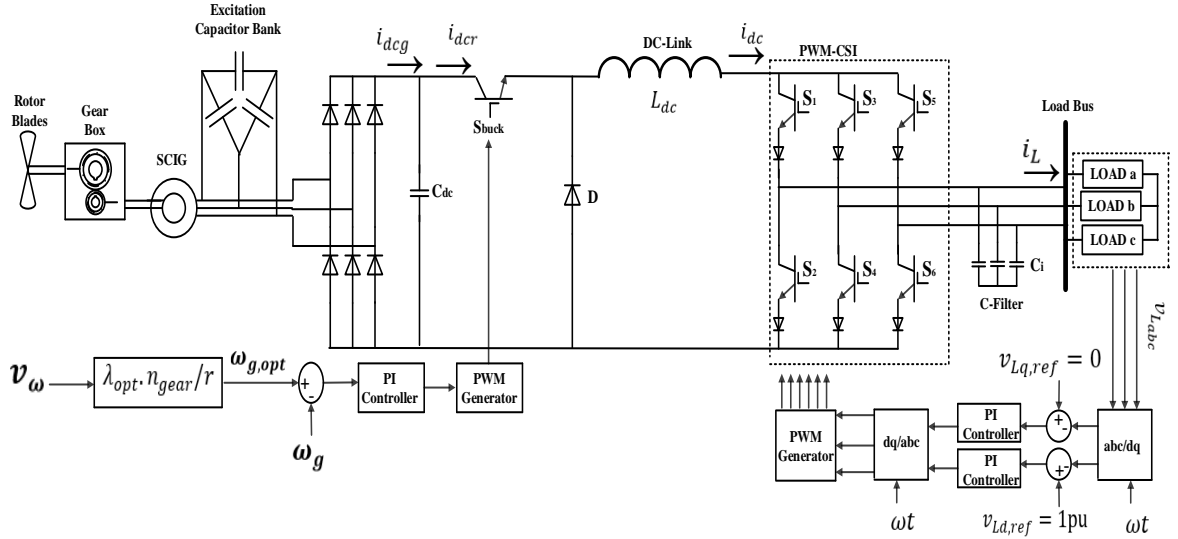 Excitation
Capacitor Bank
i_dcg
i_dcr
DC-Link
i_dc
PWM-CSI
L_dc
S1
S3
S5
Rotor
Blades
Gear
Box
SCIG
Sbuck
Cdc
D
Load Bus
i_L
LOAD a
LOAD b
LOAD c
S2
S4
S6
Ci
C-Filter
v_Labc
v_ω
λ_opt.n_gear/r
ω_g,opt
+
-
PI
Controller
PWM
Generator
ω_g
v_Lq,ref = 0
PWM
Generator
dq/abc
PI
Controller
+
-
abc/dq
PI
Controller
+
-
ωt
v_Ld,ref = 1pu
ωt